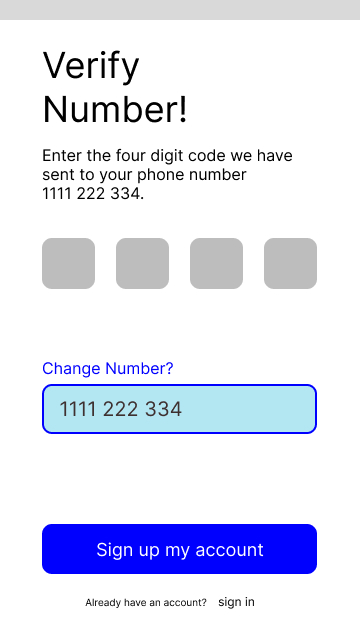 Verify
Number!
Enter the four digit code we have
sent to your phone number
1111 222 334.
Change Number?
1111 222 334
Sign up my account
Already have an account? sign in